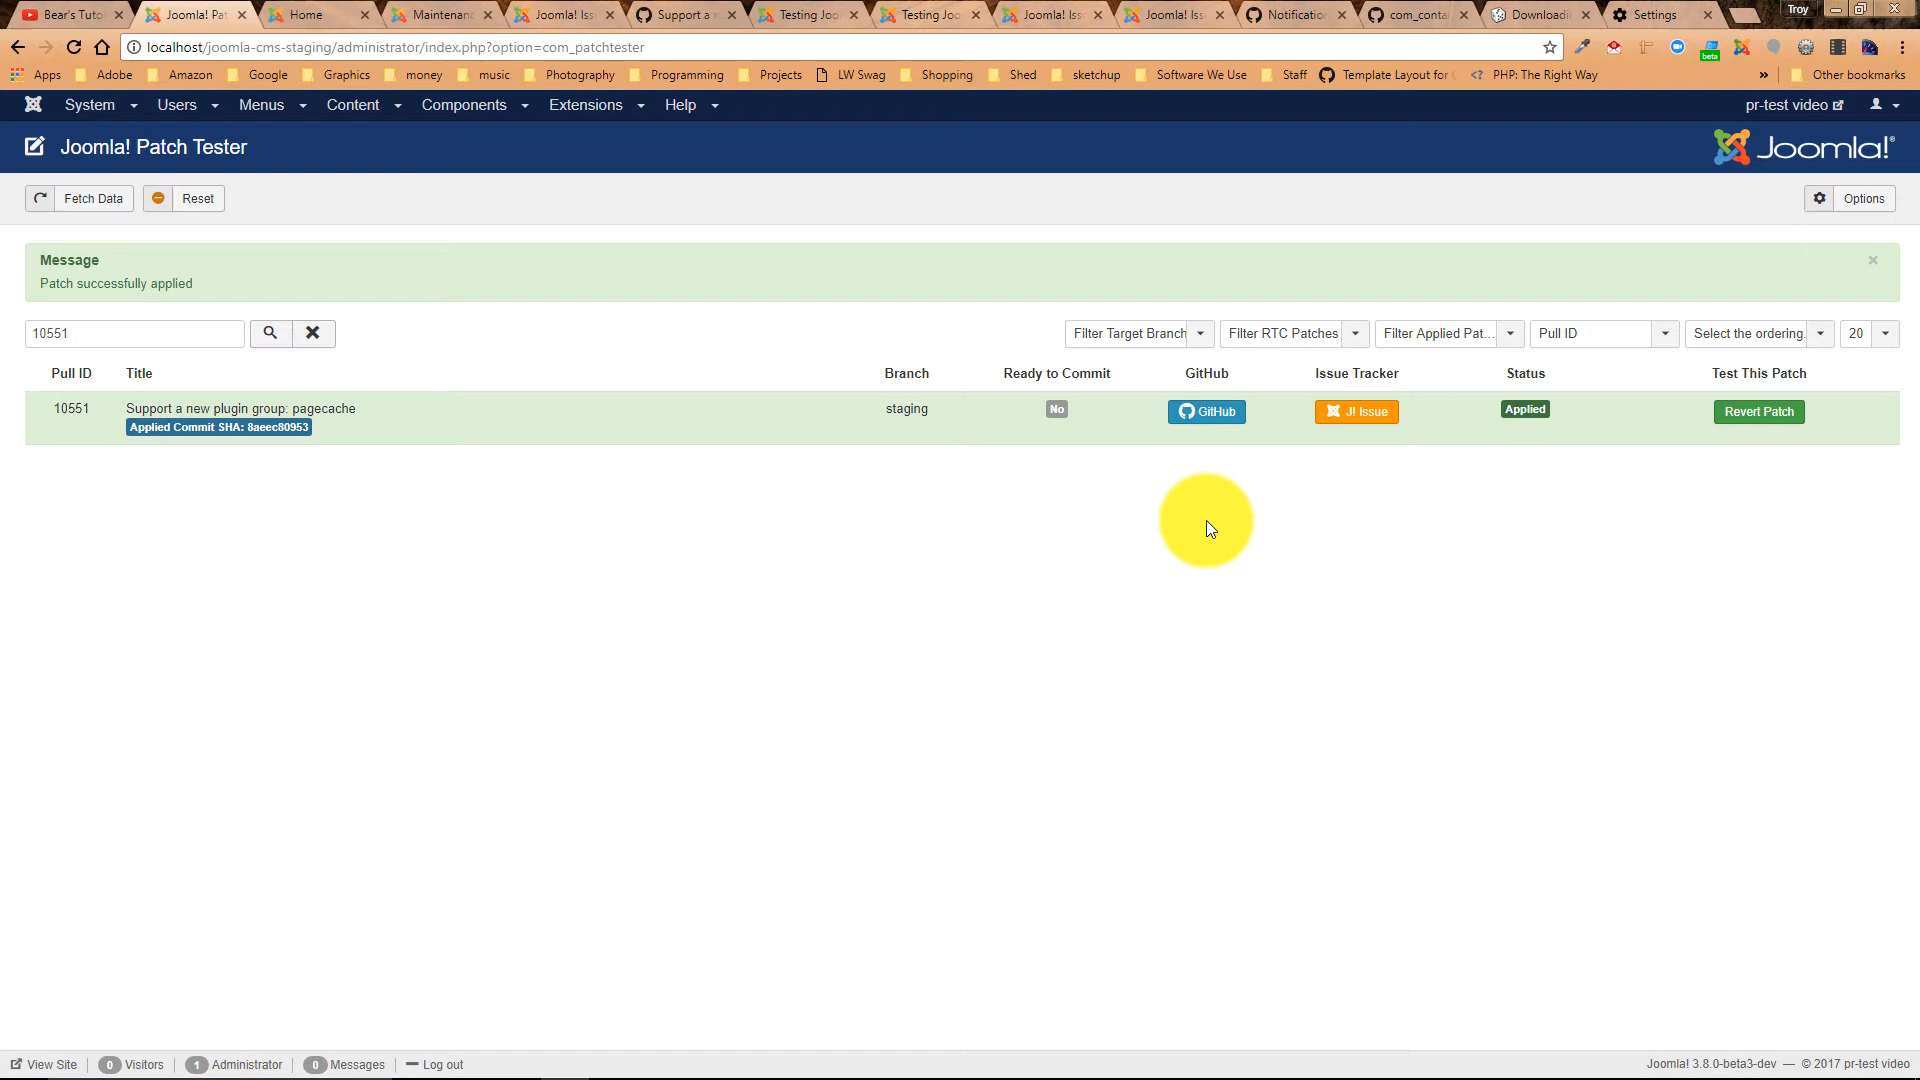 Bear's Tuto
Joomla! Pat
Home
Maintenanc
Joomla! Iss
Support a n
Testing Joo
Testing Joo
Joomla! Iss
Joomla! Iss
Notification
com_conta
Downloadin
Settings
Troy
localhost/joomla-cms-staging/administrator/index.php?option=com_patchtester
beta
Apps Adobe Amazon Google Graphics money music Photography Programming Projects LW Swag Shopping Shed sketchup Software We Use Staff Template Layout for PHP: The Right Way » Other bookmarks
System Users Menus Content Components Extensions Help pr-test video
Joomla! Patch Tester
Joomla!®
Fetch Data Reset Options
Message
Patch successfully applied
10551 Filter Target Branch Filter RTC Patches Filter Applied Pat... Pull ID Select the ordering. 20
Pull ID Title Branch Ready to Commit GitHub Issue Tracker Status Test This Patch
10551 Support a new plugin group: pagecache staging No GitHub J! Issue Applied Revert Patch
Applied Commit SHA: 8aeec80953
View Site 0 Visitors 1 Administrator 0 Messages Log out Joomla! 3.8.0-beta3-dev — © 2017 pr-test video